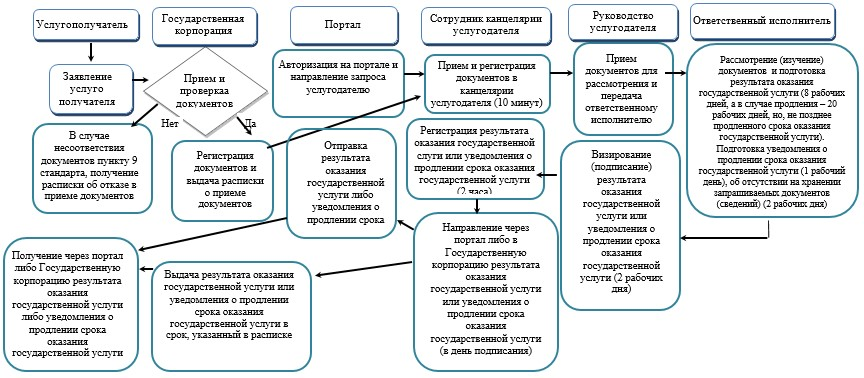 Услугополучатель
Государственная
корпорация
Портал
Сотрудник канцелярии
услугодателя
Руководство
услугодателя
Ответственный исполнитель
Заявление
услуго
получателя
Прием и
проверкаа
документов
Нет
Да
Авторизация на портале и
направление запроса
услугодателю
Прием и регистрация
документов в
канцелярии
услугодателя (10 минут)
Прием
документов для
рассмотрения и
передача
ответственному
исполнителю
Рассмотрение (изучение)
документов и подготовка
результата оказания
государственной услуги (8 рабочих
дней, а в случае продления – 20
рабочих дней, но, не позднее
продленного срока оказания
государственной услуги).
Подготовка уведомления о
продлении срока оказания
государственной услуги (1 рабочий
день), об отсутствии на хранении
запрашиваемых документов
(сведений) (2 рабочих дня)
В случае
несоответствия
документов пункту 9
стандарта, получение
расписки об отказе в
приеме документов
Регистрация
документов и
выдача расписки
о приеме
документов
Отправка
результата
оказания
государственной
услуги либо
уведомления о
продлении срока
Регистрация результата
оказания государственной
слуги или уведомления о
продлении срока оказания
государственной услуги
(2 часа)
Визирование
(подписание)
результата
оказания
государственной
услуги или
уведомления о
продлении срока
оказания
государственной
услуги (2 рабочих
дня)
Направление через
портал либо в
Государственную
корпорацию результата
оказания
государственной услуги
или уведомления о
продлении срока
оказания
государственной услуги
(в день подписания)
Выдача результата оказания
государственной услуги или
уведомления о продлении
срока оказания
государственной услуги в
срок, указанный в расписке
Получение через портал
либо Государственную
корпорацию результата
оказания
государственной услуги
либо уведомления о
продлении срока
оказания
государственной услуги